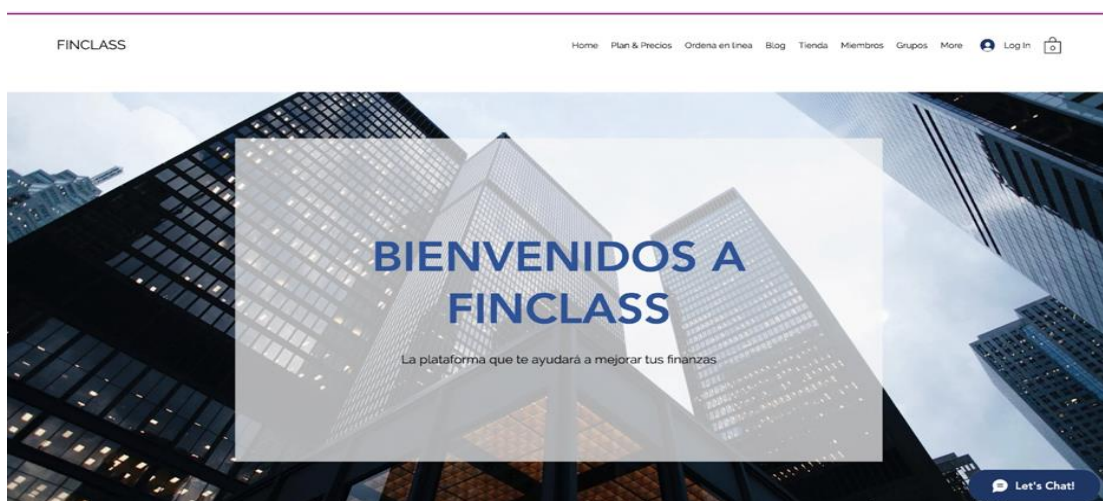 FINCLASS
Home Plan & Precios Ordena en linea Blog Tienda Miembros Grupos More Log In 0
BIENVENIDOS A
FINCLASS
La plataforma que te ayudará a mejorar tus finanzas
Let's Chat!